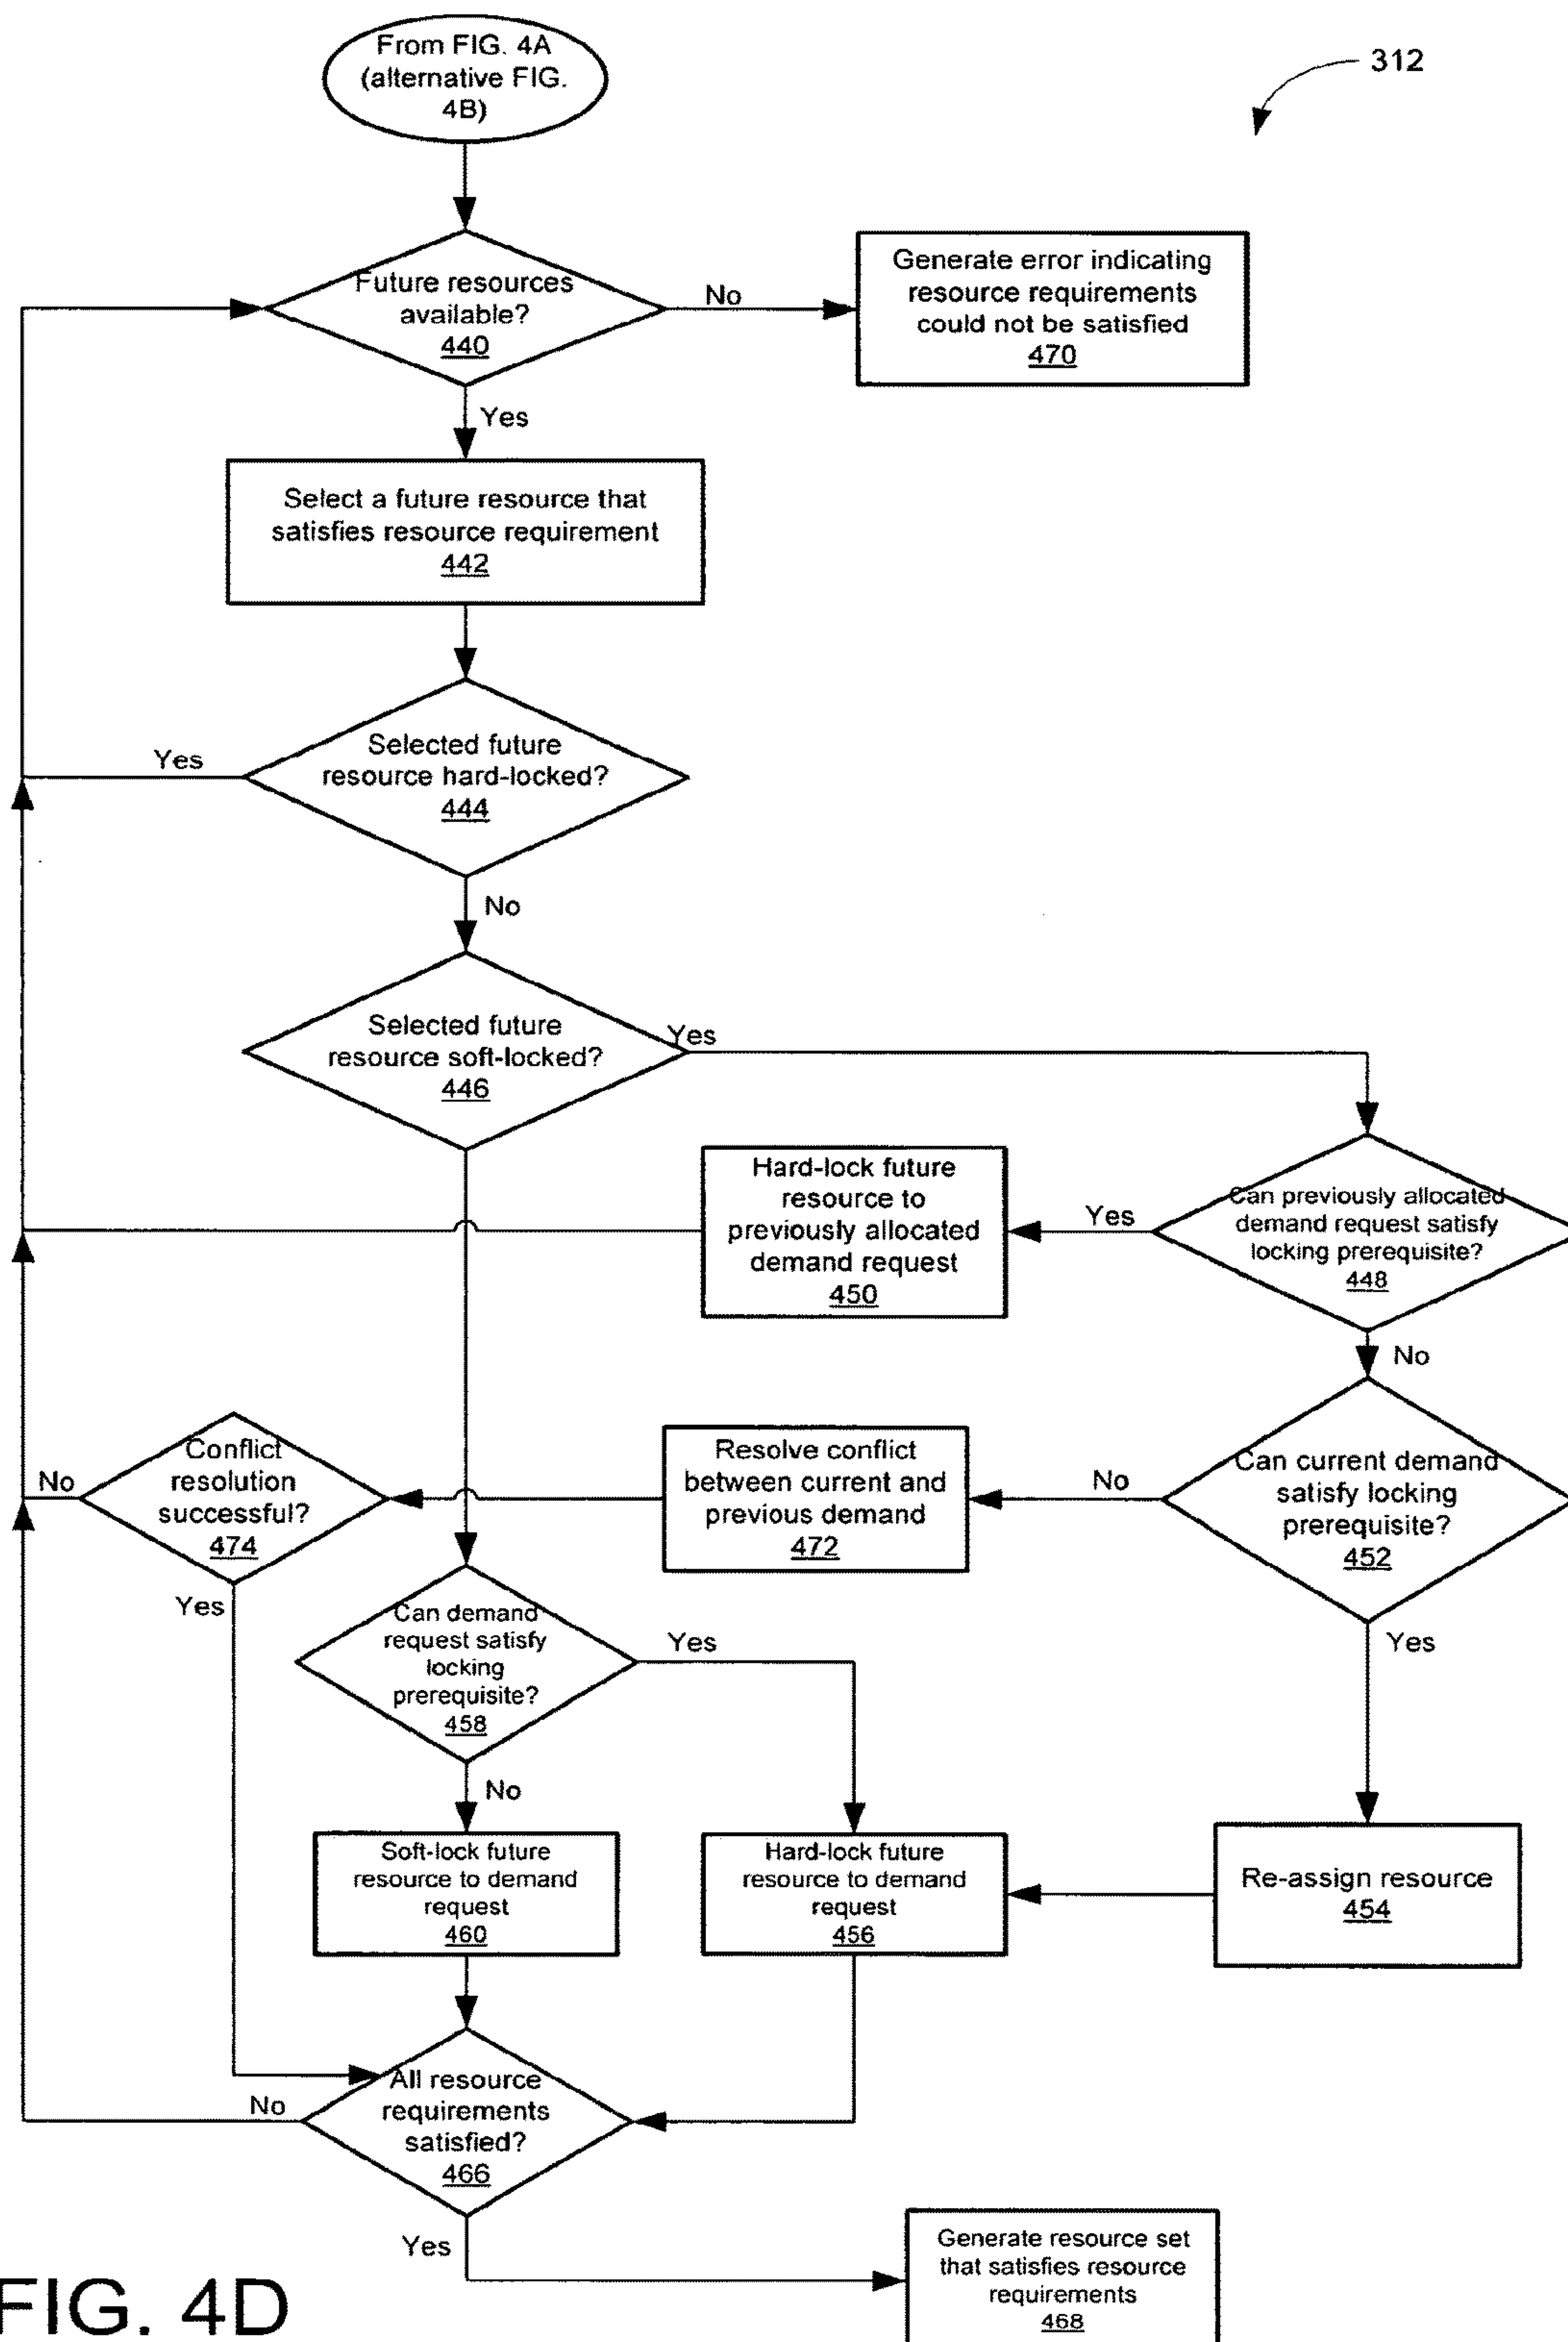 From FIG. 4A
(alternative FIG.
4B)
312
Future resources
available?
440
No
Generate error indicating
resource requirements
could not be satisfied
470
Yes
Select a future resource that
satisfies resource requirement
442
Yes
Selected future
resource hard-locked?
444
No
Selected future
resource soft-locked?
446
Yes
Hard-lock future
resource to
previously allocated
demand request
450
Yes
Can previously allocated
demand request satisfy
locking prerequisite?
448
No
No
Conflict
resolution
successful?
474
Yes
Resolve conflict
between current and
previous demand
472
No
Can current demand
satisfy locking
prerequisite?
452
Yes
Can demand
request satisfy
locking
prerequisite?
458
Yes
No
Soft-lock future
resource to demand
request
460
Hard-lock future
resource to demand
request
456
Re-assign resource
454
No
All resource
requirements
satisfied?
466
Yes
Generate resource set
that satisfies resource
requirements
468
FIG. 4D